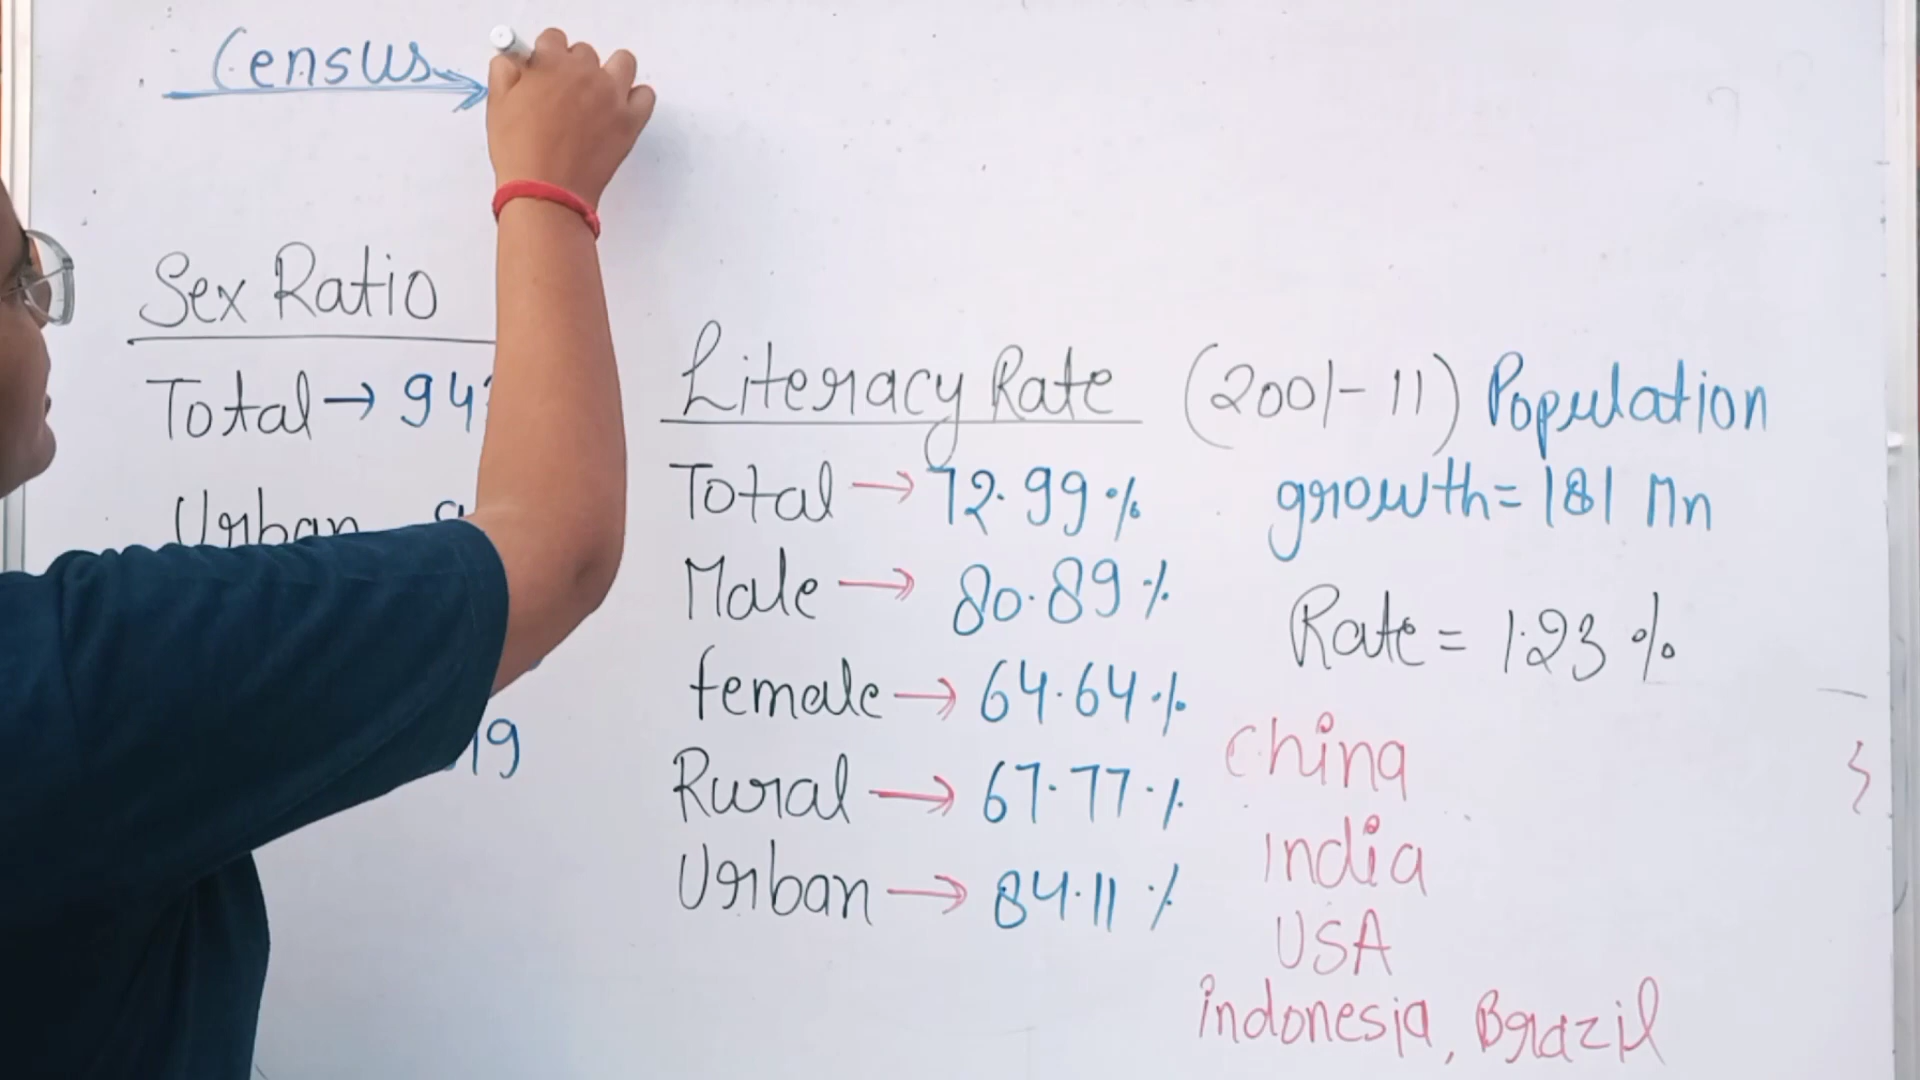 Census
Sex Ratio
Total → 94
Urban
19
Literacy Rate
Total → 72.99%
Male → 80.89%
female → 64.64%
Rural → 67.77%
Urban → 84.11%
(2001-11) Population
growth = 181 Mn
Rate = 1.23%
China
India
USA
indonesia, Brazil